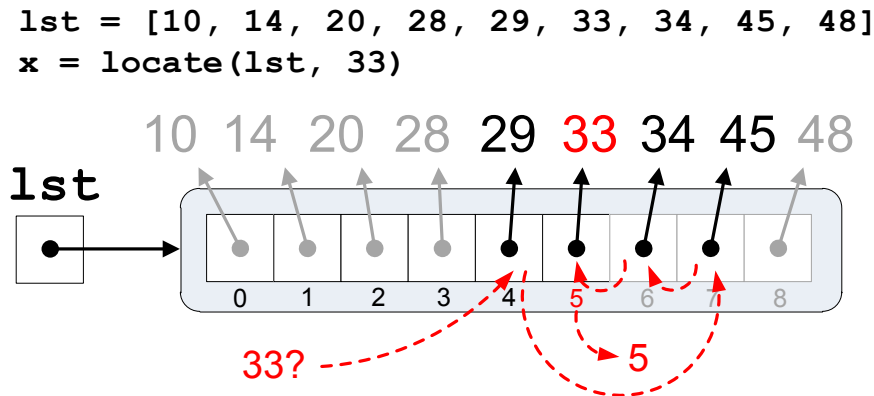 lst = [10, 14, 20, 28, 29, 33, 34, 45, 48]
x = locate(lst, 33)
10 14 20 28 29 33 34 45 48
lst
0 1 2 3 4 5 6 7 8
33? 5